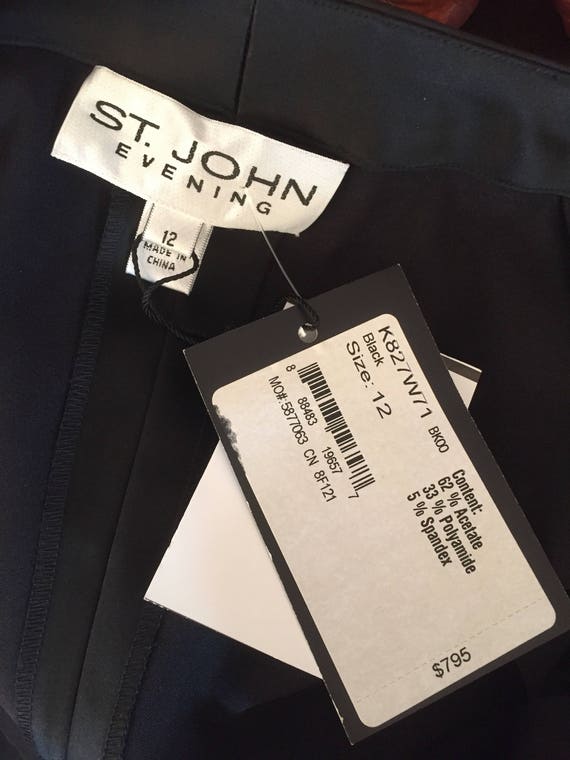 ST. JOHN
EVENING
12
MADE IN
CHINA
K827W71 BK00
Black
Size: 12
8 88483 19657 7
MO#:5877063 CN 8F121
Content:
62 % Acetate
33 % Polyamide
5 % Spandex
$795